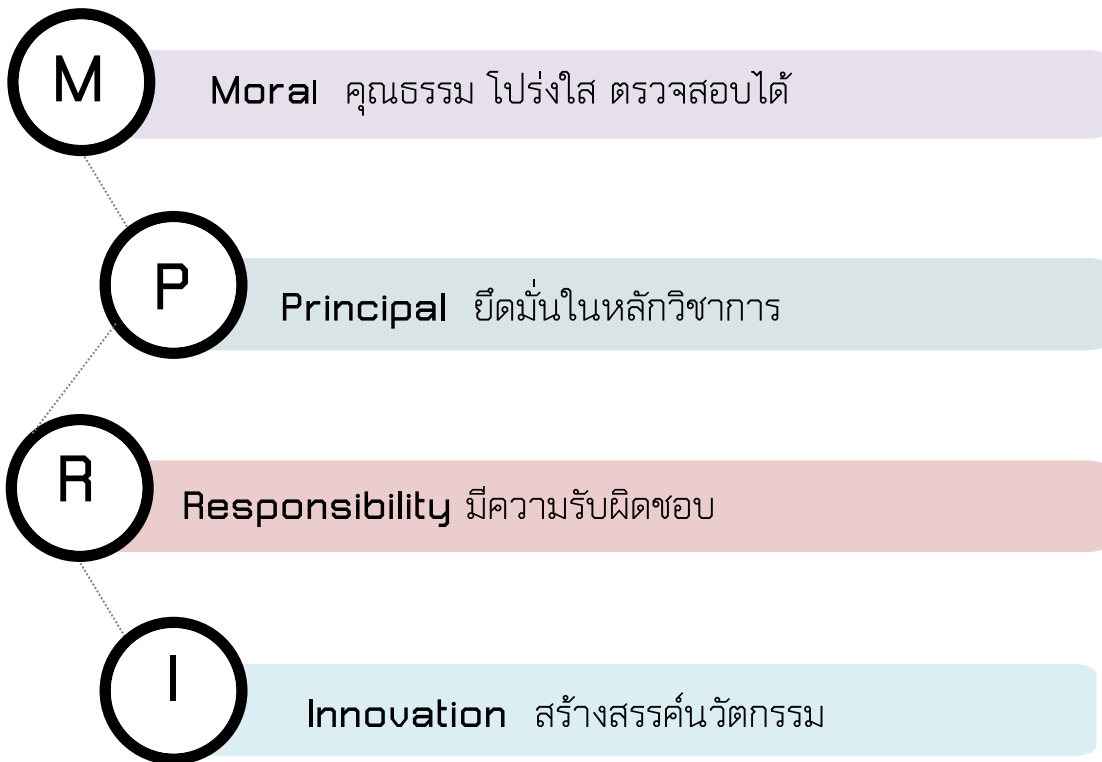 M
Moral คุณธรรม โปร่งใส ตรวจสอบได้
P
Principal ยึดมั่นในหลักวิชาการ
R
Responsibility มีความรับผิดชอบ
I
Innovation สร้างสรรค์นวัตกรรม